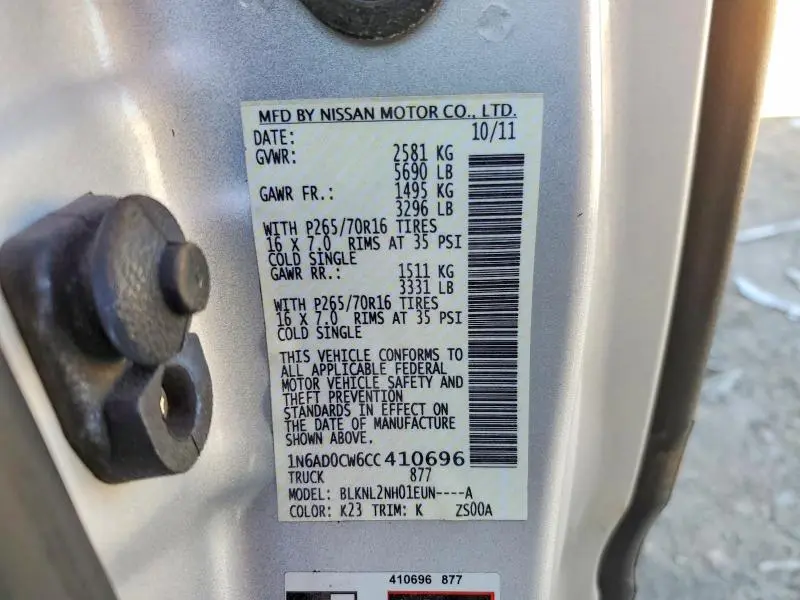 MFD BY NISSAN MOTOR CO., LTD.
DATE: 10/11
GVWR: 2581 KG
5690 LB
GAWR FR.: 1495 KG
3296 LB
WITH P265/70R16 TIRES
16 X 7.0 RIMS AT 35 PSI
COLD SINGLE
GAWR RR.: 1511 KG
3331 LB
WITH P265/70R16 TIRES
16 X 7.0 RIMS AT 35 PSI
COLD SINGLE
THIS VEHICLE CONFORMS TO
ALL APPLICABLE FEDERAL
MOTOR VEHICLE SAFETY AND
THEFT PREVENTION
STANDARDS IN EFFECT ON
THE DATE OF MANUFACTURE
SHOWN ABOVE.
1N6AD0CW6CC410696
TRUCK 877
MODEL: BLKNL2NH01EUN----A
COLOR: K23 TRIM: K ZS00A
410696 877